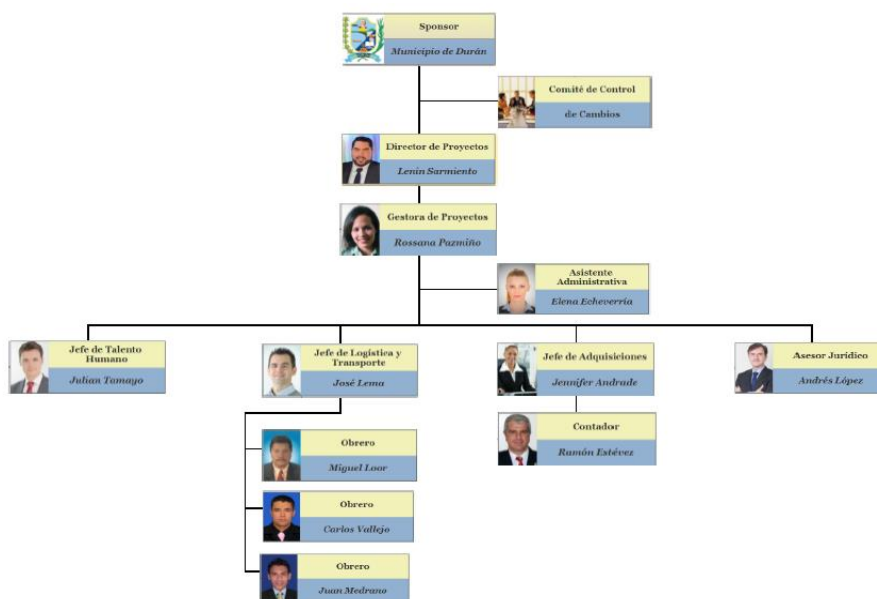 Sponsor
Municipio de Durán
Comité de Control
de Cambios
Director de Proyectos
Lenin Sarmiento
Gestora de Proyectos
Rossana Pazmiño
Asistente
Administrativa
Elena Echeverría
Jefe de Talento
Humano
Julian Tamayo
Jefe de Logística y
Transporte
José Lema
Jefe de Adquisiciones
Jennifer Andrade
Asesor Jurídico
Andrés López
Obrero
Miguel Loor
Contador
Ramón Estévez
Obrero
Carlos Vallejo
Obrero
Juan Medrano